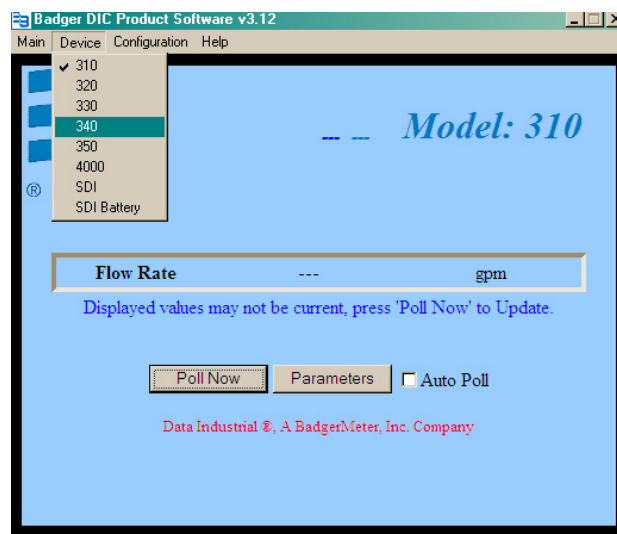 Badger DIC Product Software v3.12
Main Device Configuration Help
✓ 310
320
330
340
350
4000
SDI
SDI Battery
®
--- --- Model: 310
Flow Rate --- gpm
Displayed values may not be current, press 'Poll Now' to Update.
Poll Now Parameters Auto Poll
Data Industrial ®, A BadgerMeter, Inc. Company